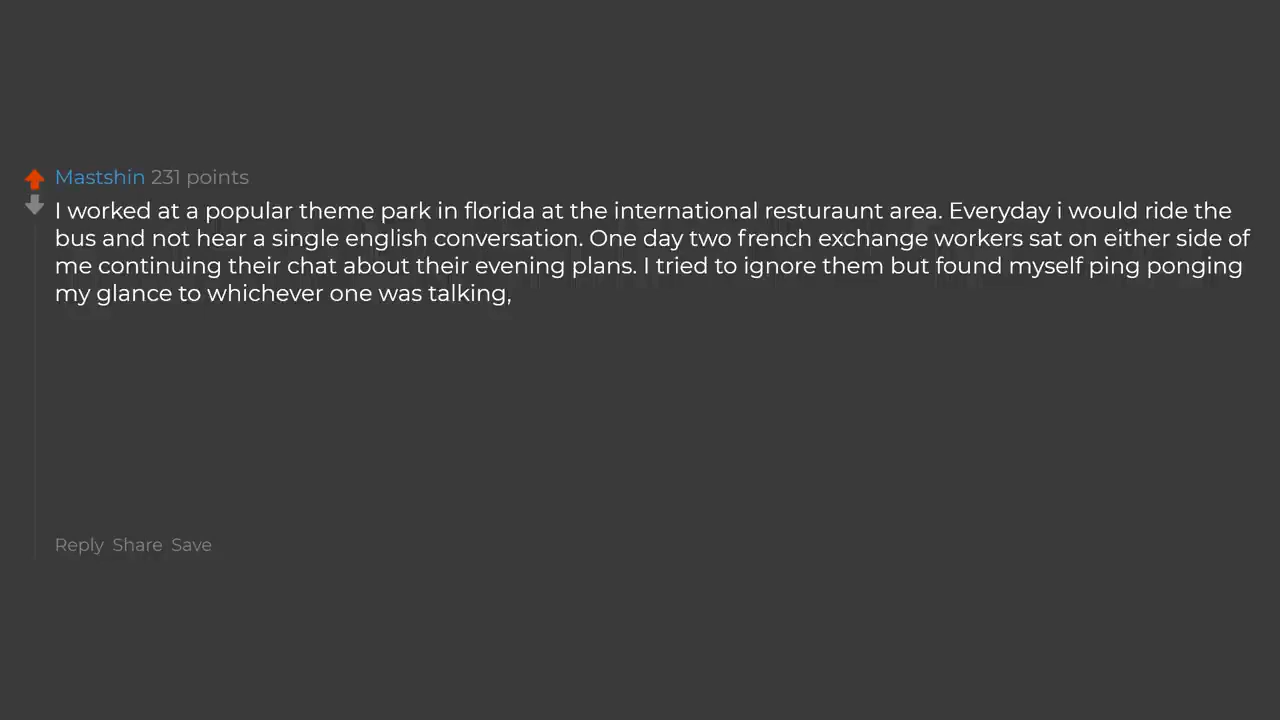 Mastshin 231 points
I worked at a popular theme park in florida at the international resturaunt area. Everyday i would ride the
bus and not hear a single english conversation. One day two french exchange workers sat on either side of
me continuing their chat about their evening plans. I tried to ignore them but found myself ping ponging
my glance to whichever one was talking,
Reply Share Save